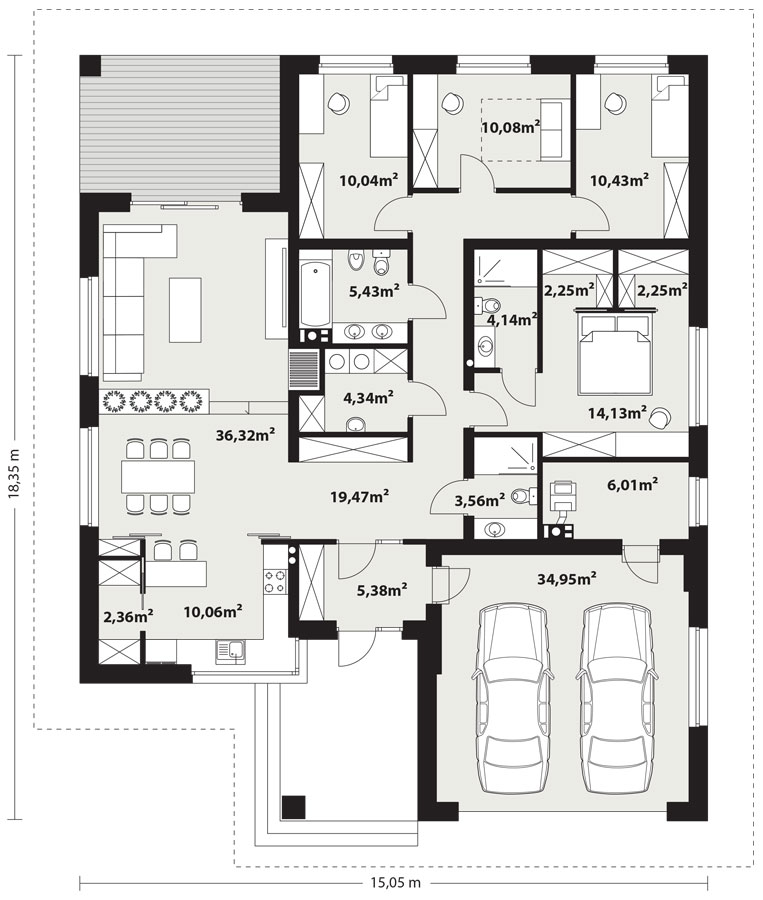 10,08m²
10,04m²
10,43m²
5,43m²
2,25m²
2,25m²
4,14m²
4,34m²
14,13m²
36,32m²
18,35 m
19,47m²
3,56m²
6,01m²
34,95m²
5,38m²
2,36m²
10,06m²
15,05 m